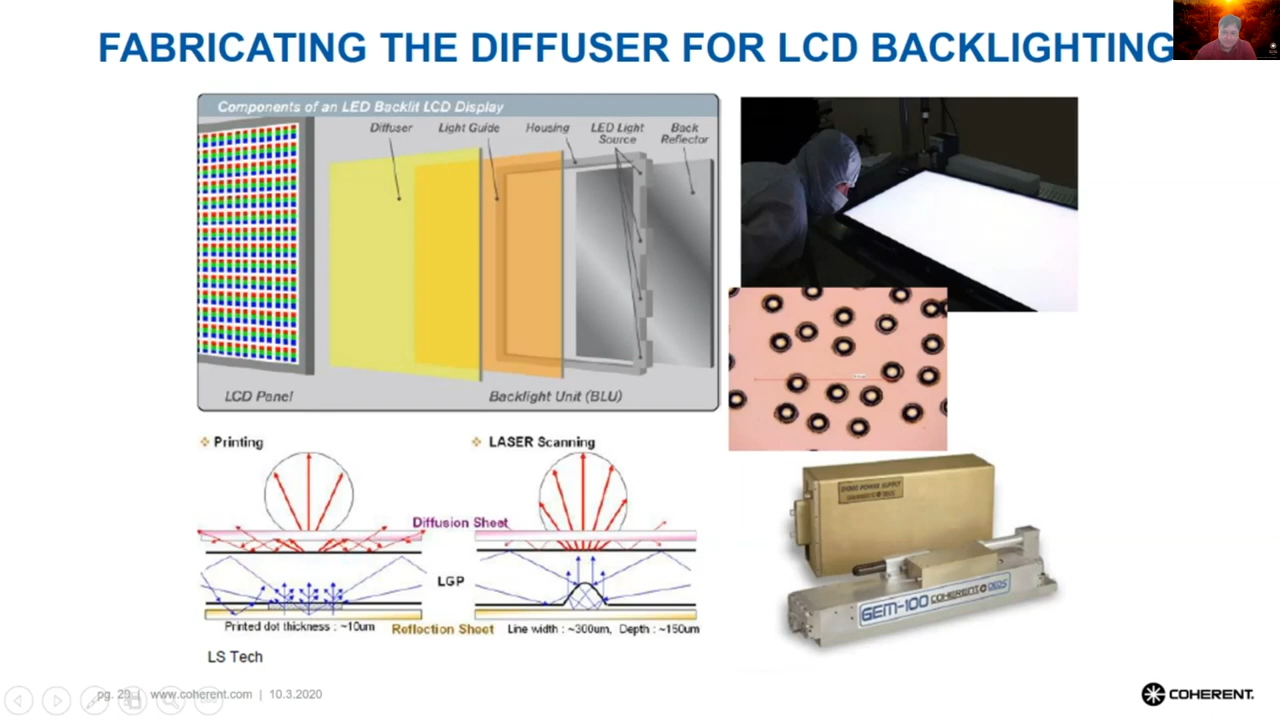 FABRICATING THE DIFFUSER FOR LCD BACKLIGHTING
Components of an LED Backlit LCD Display
Diffuser
Light Guide
Housing
LED Light
Source
Back
Reflector
LCD Panel
Backlight Unit (BLU)
❖ Printing
❖ LASER Scanning
Diffusion Sheet
LGP
Printed dot thickness : ~10um
Reflection Sheet
Line width : ~300um, Depth : ~150um
LS Tech
POWER SUPPLY
GEM-100 COHERENT DEOS
pg. 20 | www.coherent.com | 10.3.2020
COHERENT.